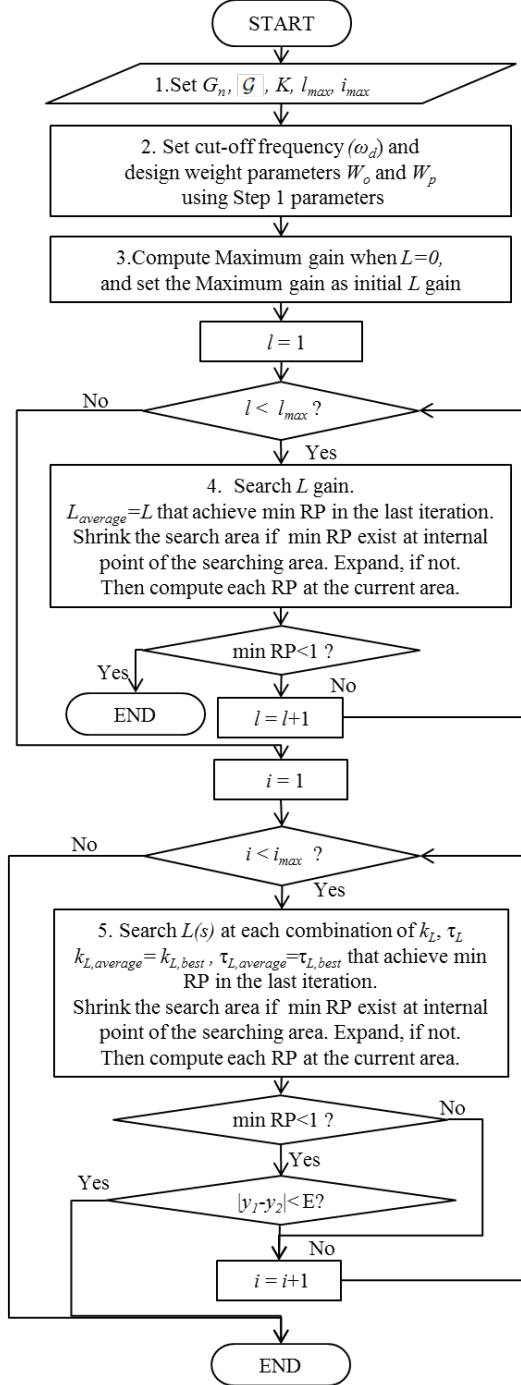 START
1.Set Gn, 𝒢, K, lmax, imax
2. Set cut-off frequency (ωd) and
design weight parameters Wo and Wp
using Step 1 parameters
3.Compute Maximum gain when L=0,
and set the Maximum gain as initial L gain
l = 1
No
l < lmax ?
Yes
4. Search L gain.
Laverage=L that achieve min RP in the last iteration.
Shrink the search area if min RP exist at internal
point of the searching area. Expand, if not.
Then compute each RP at the current area.
min RP<1 ?
Yes
No
END
l = l+1
i = 1
No
i < imax ?
Yes
5. Search L(s) at each combination of kL, τL
kL,average= kL,best , τL,average=τL,best that achieve min
RP in the last iteration.
Shrink the search area if min RP exist at internal
point of the searching area. Expand, if not.
Then compute each RP at the current area.
min RP<1 ?
No
Yes
Yes
|y1-y2|< E?
No
i = i+1
END